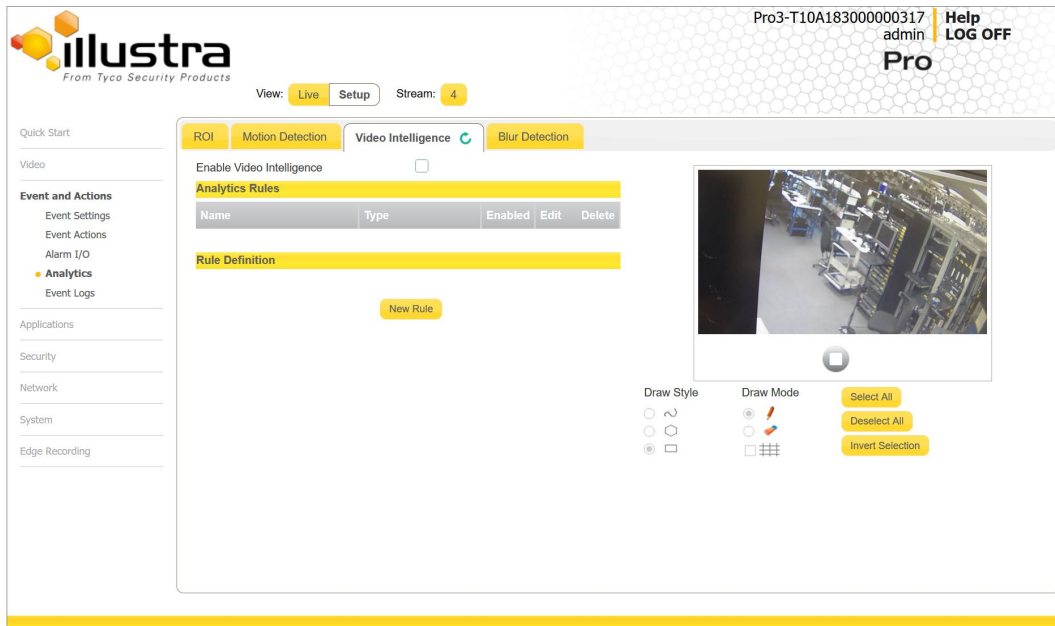 illustra
From Tyco Security Products
Pro3-T10A183000000317 Help
admin LOG OFF
Pro
View: Live Setup Stream: 4
Quick Start
Video
Event and Actions
Event Settings
Event Actions
Alarm I/O
Analytics
Event Logs
Applications
Security
Network
System
Edge Recording
ROI Motion Detection Video Intelligence Blur Detection
Enable Video Intelligence
Analytics Rules
Name Type Enabled Edit Delete
Rule Definition
New Rule
Draw Style Draw Mode
Select All
Deselect All
Invert Selection